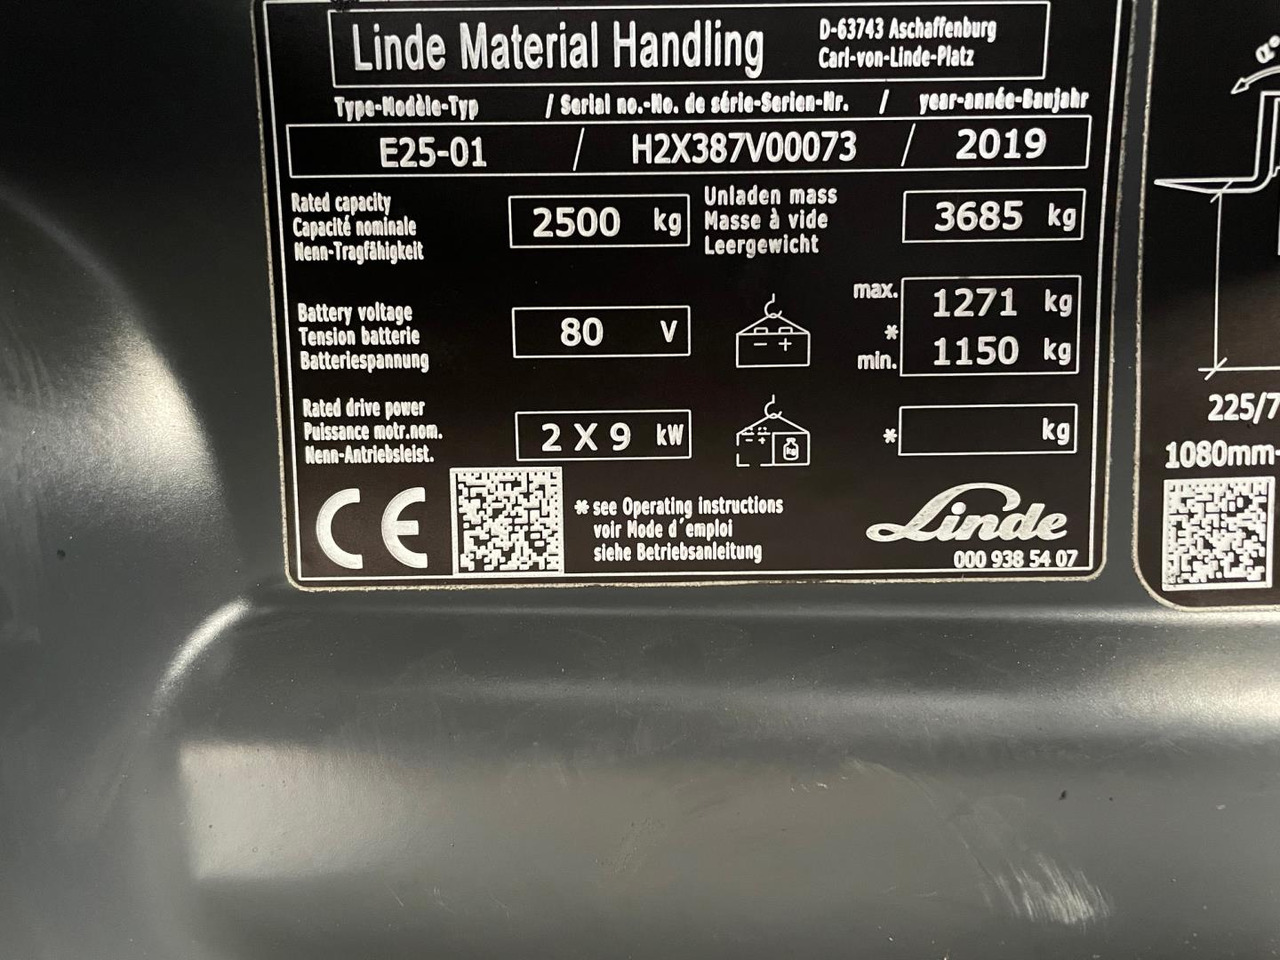 Linde Material Handling
D-63743 Aschaffenburg
Carl-von-Linde-Platz
Type-Modèle-Typ / Serial no.-No. de série-Serien-Nr. / year-année-Baujahr
E25-01 / H2X387V00073 / 2019
Rated capacity
Capacité nominale
Nenn-Tragfähigkeit
2500 kg
Unladen mass
Masse à vide
Leergewicht
3685 kg
Battery voltage
Tension batterie
Batteriespannung
80 V
- +
max. 1271 kg
*
min. 1150 kg
Rated drive power
Puissance motr.nom.
Nenn-Antriebsleist.
2 X 9 kW
- + kg
* kg
CE
* see Operating instructions
voir Mode d´emploi
siehe Betriebsanleitung
Linde
000 938 54 07
α°
225/7
1080mm-